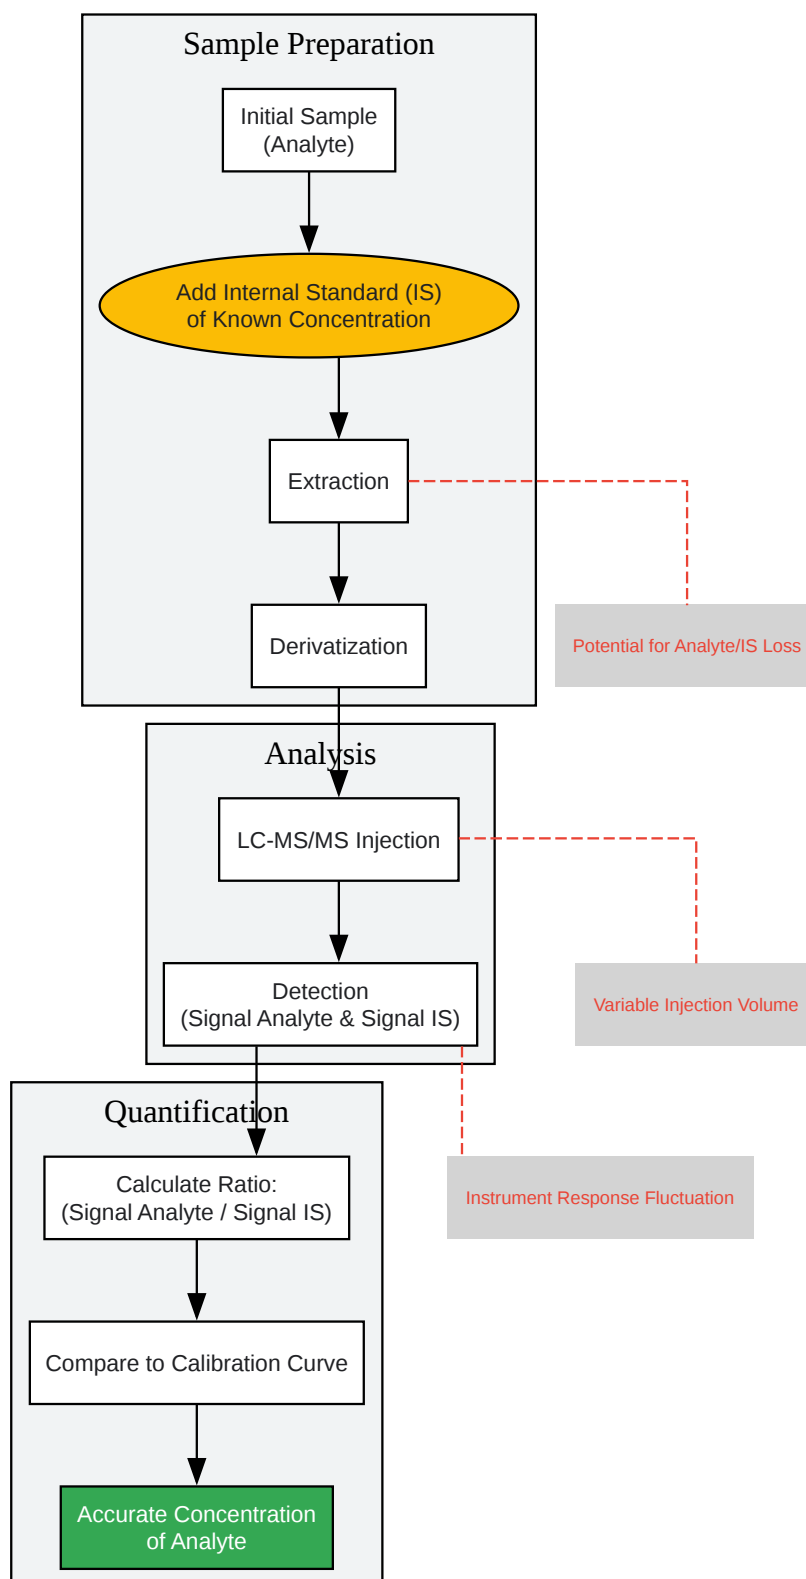 Sample Preparation
Initial Sample
(Analyte)
Add Internal Standard (IS)
of Known Concentration
Extraction
Derivatization
Potential for Analyte/IS Loss
Analysis
LC-MS/MS Injection
Detection
(Signal Analyte & Signal IS)
Variable Injection Volume
Quantification
Calculate Ratio:
(Signal Analyte / Signal IS)
Instrument Response Fluctuation
Compare to Calibration Curve
Accurate Concentration
of Analyte